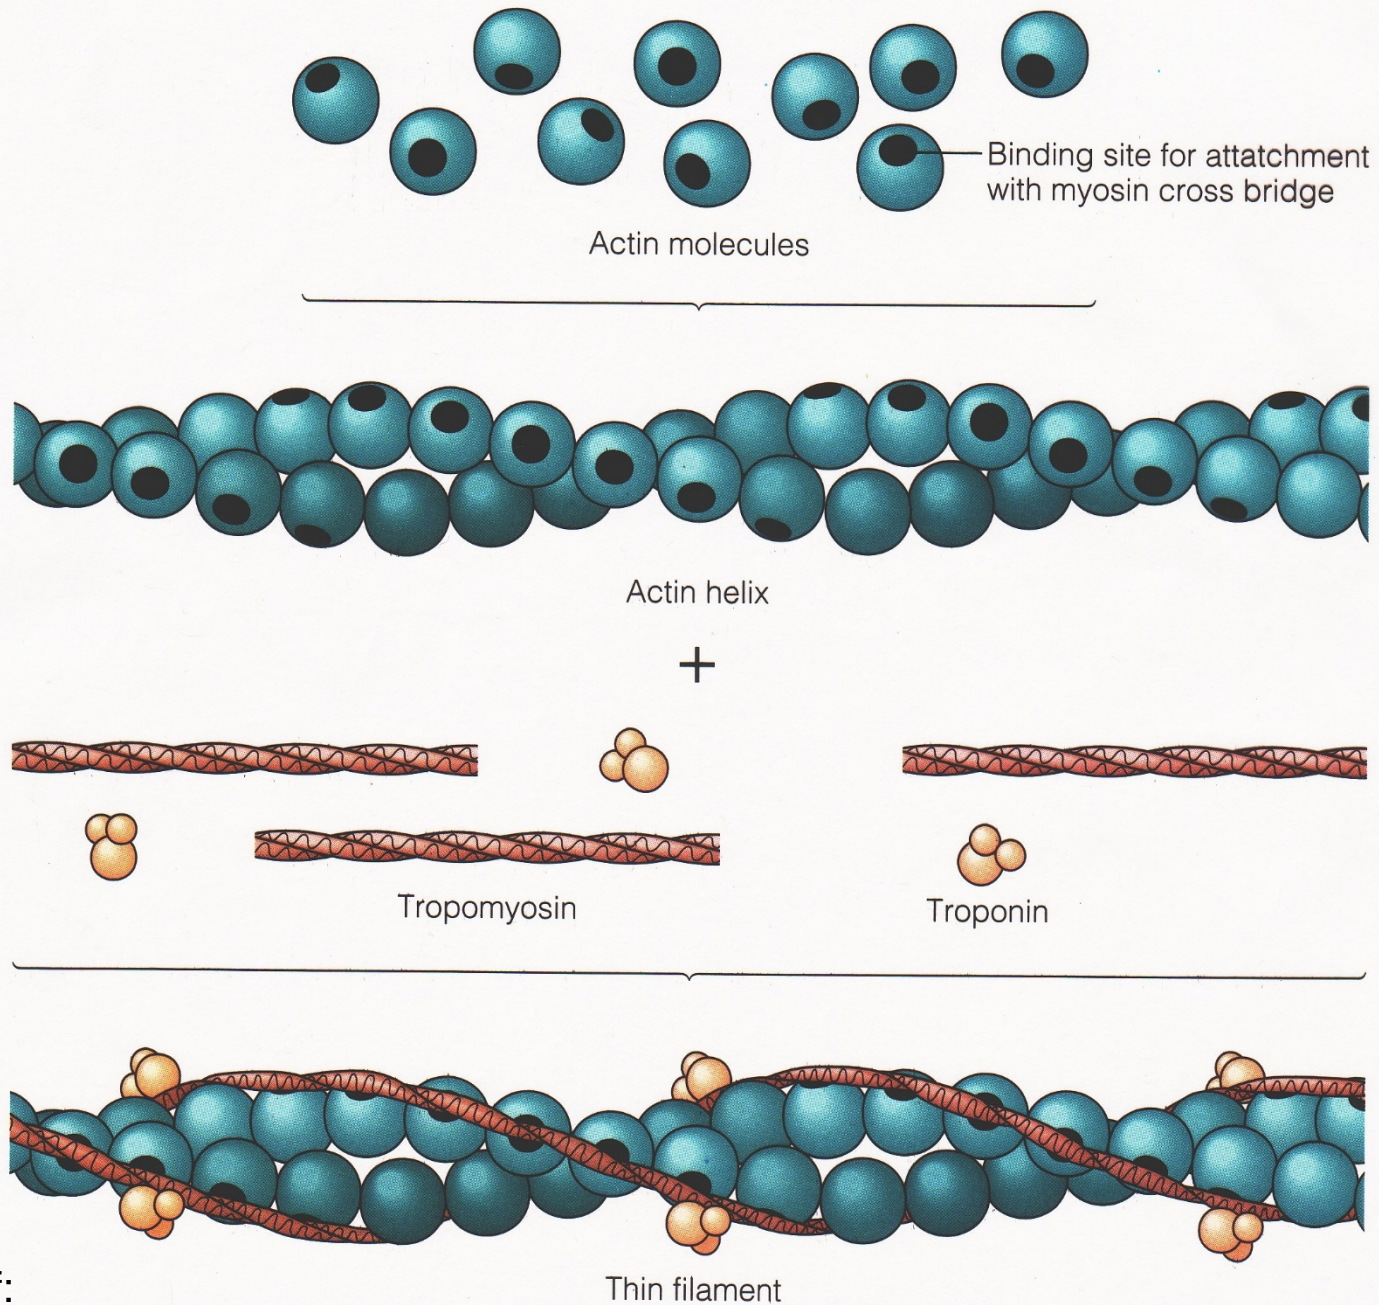 Binding site for attatchment
with myosin cross bridge
Actin molecules
Actin helix
+
Tropomyosin
Troponin
Thin filament